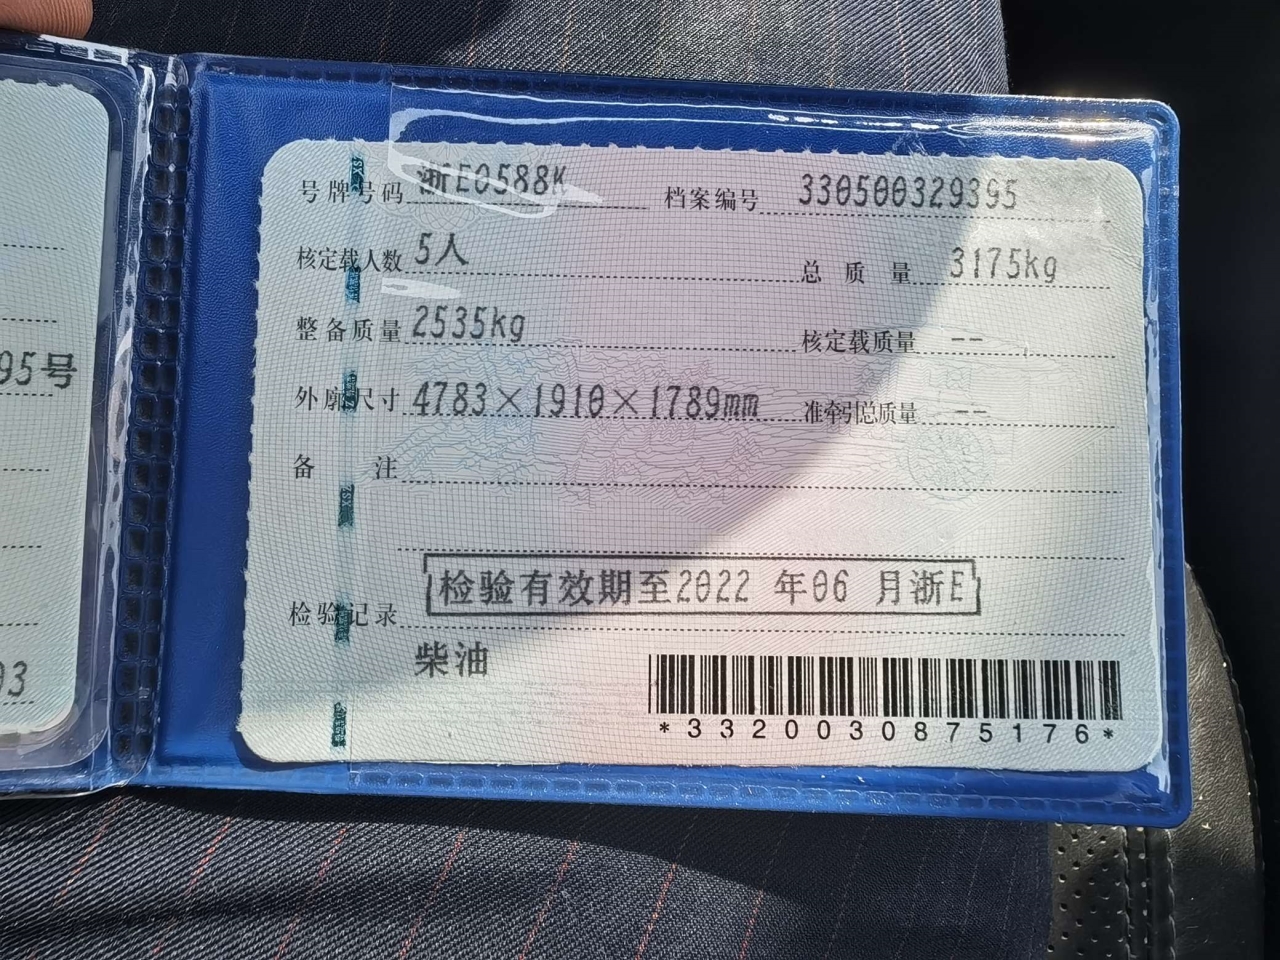 号牌号码 浙E0588K 档案编号 330500329395
核定载人数 5人 总质量 3175kg
整备质量 2535kg 核定载质量 --
外廓尺寸 4783×1910×1789mm 准牵引总质量 --
备注
检验记录 检验有效期至2022年06月浙E
柴油
*3320030875176*
95号
93